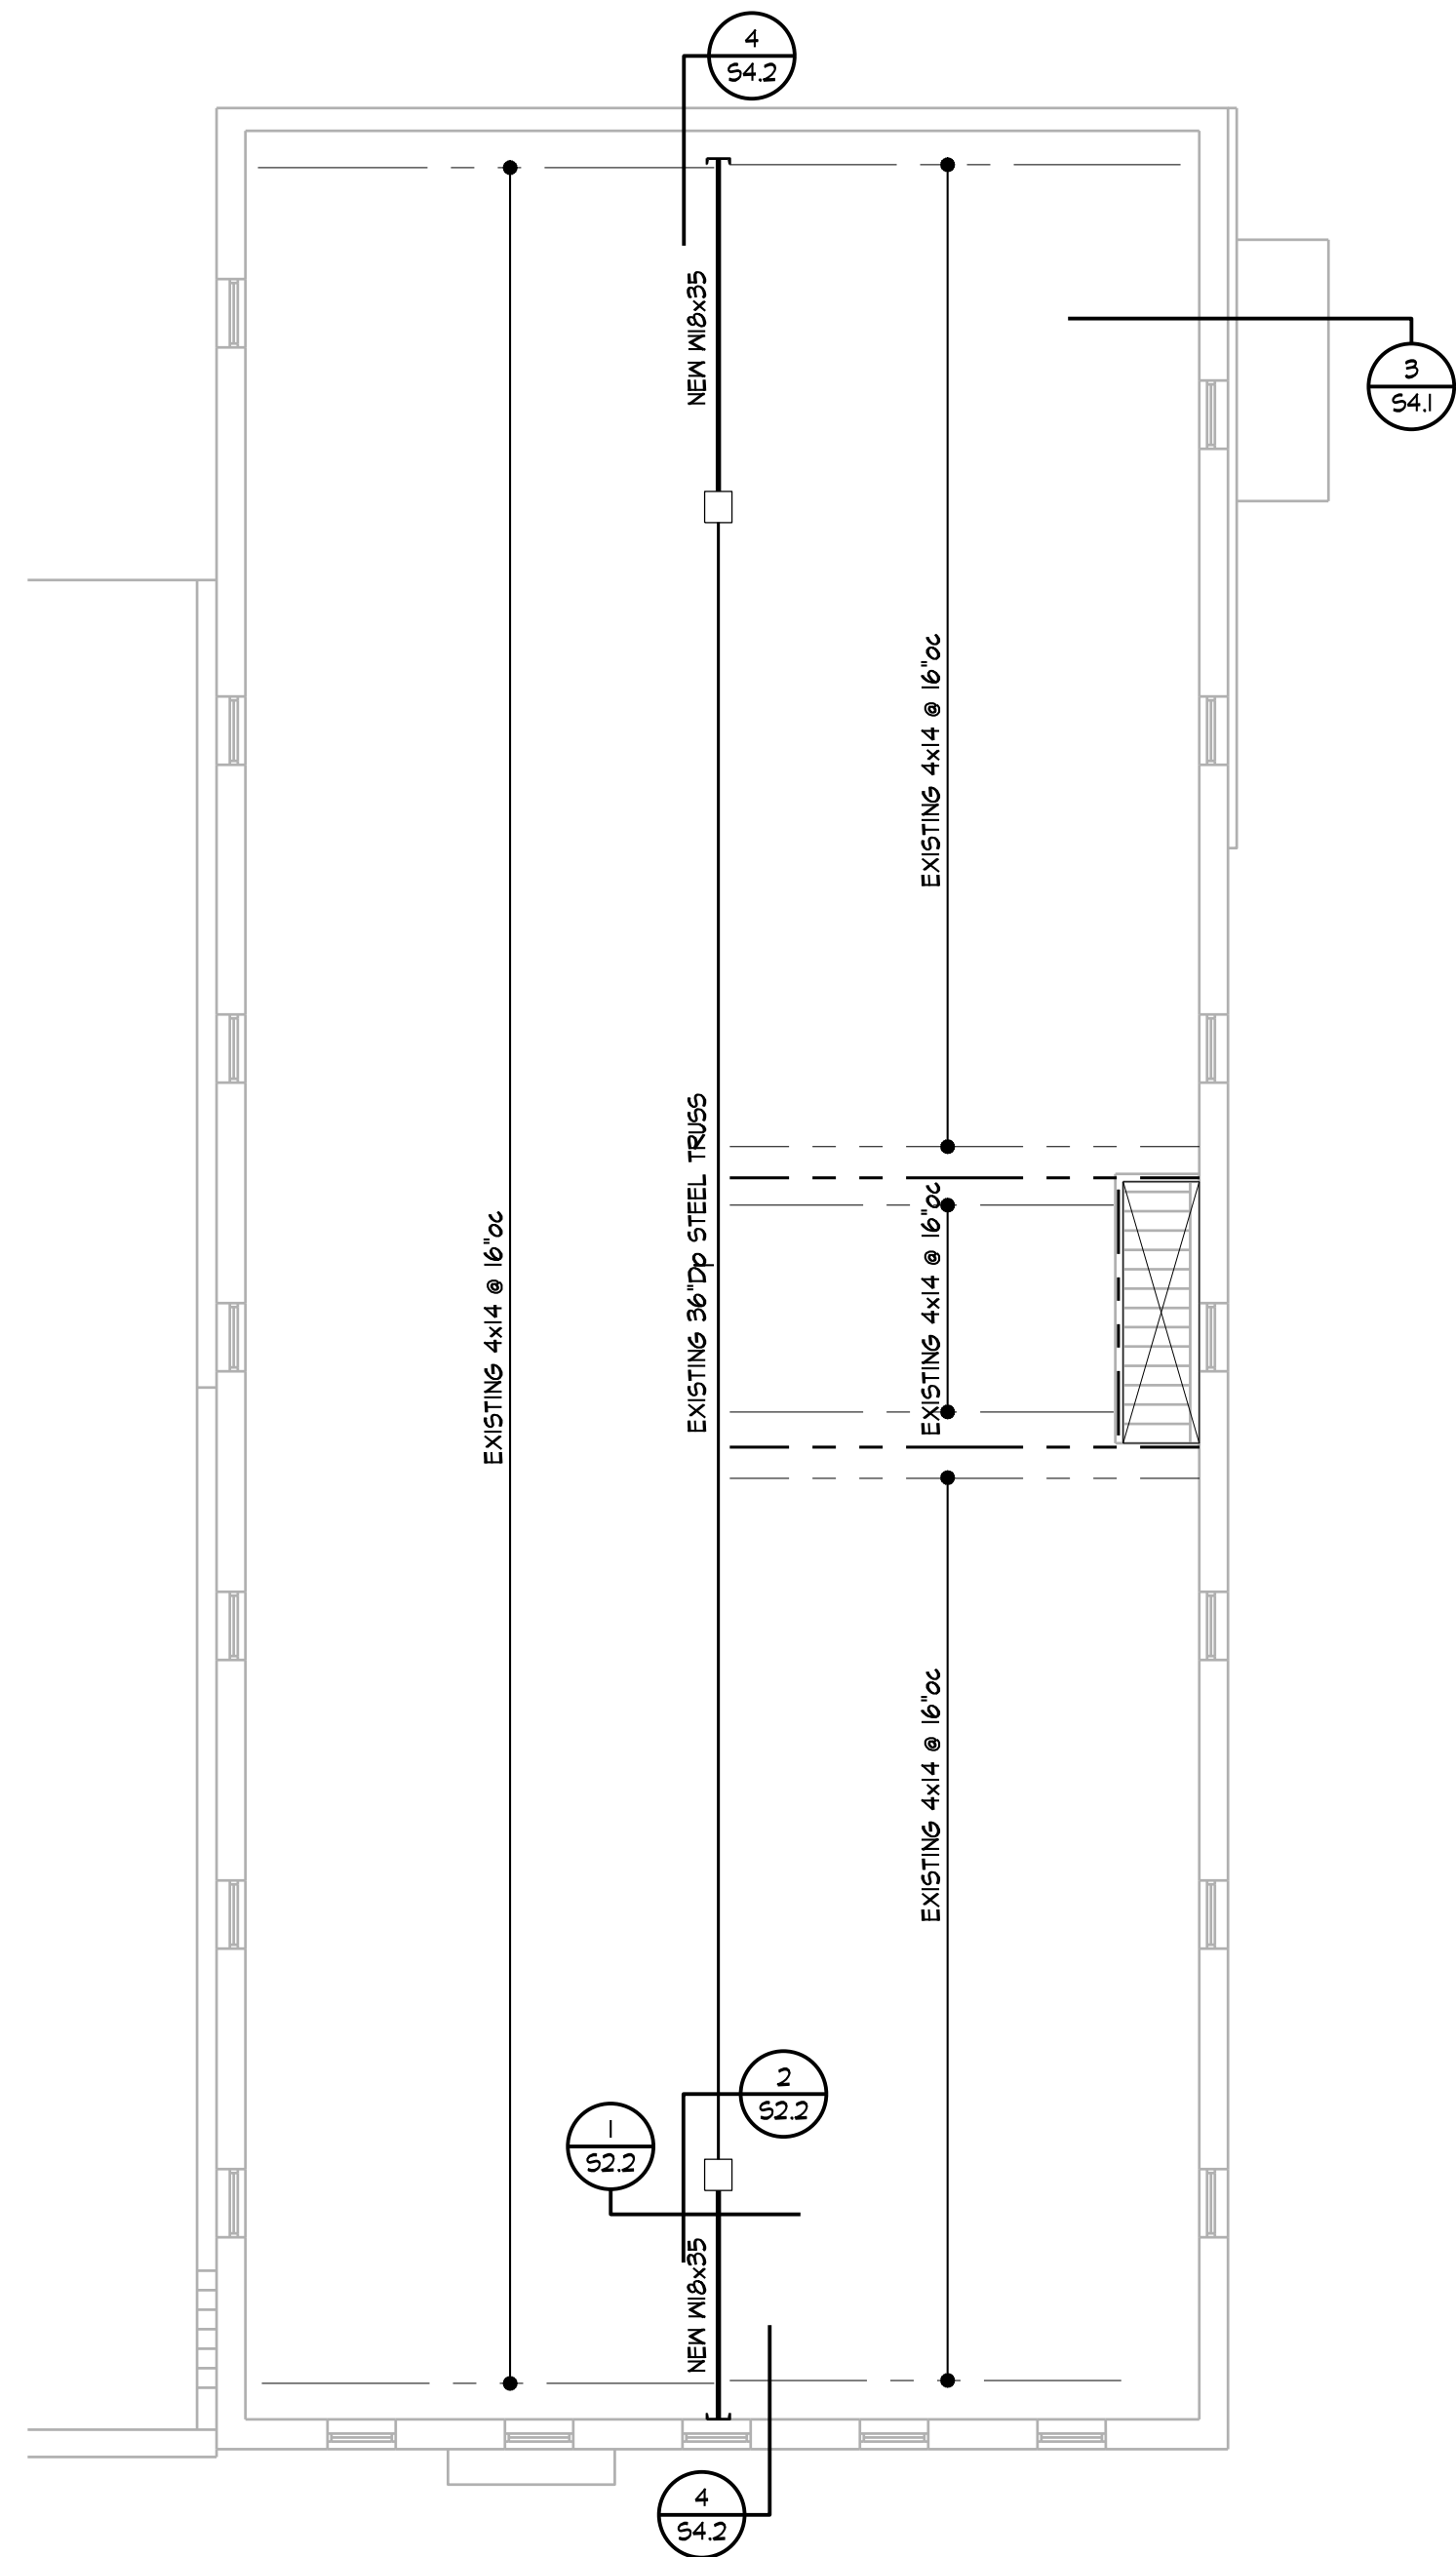 4
S4.2
NEW W18x35
3
S4.1
EXISTING 4x14 @ 16"oc
EXISTING 36"Dp STEEL TRUSS
EXISTING 4x14 @ 16"oc
EXISTING 4x14 @ 16"oc
EXISTING 4x14 @ 16"oc
2
S2.2
1
S2.2
NEW W18x35
4
S4.2